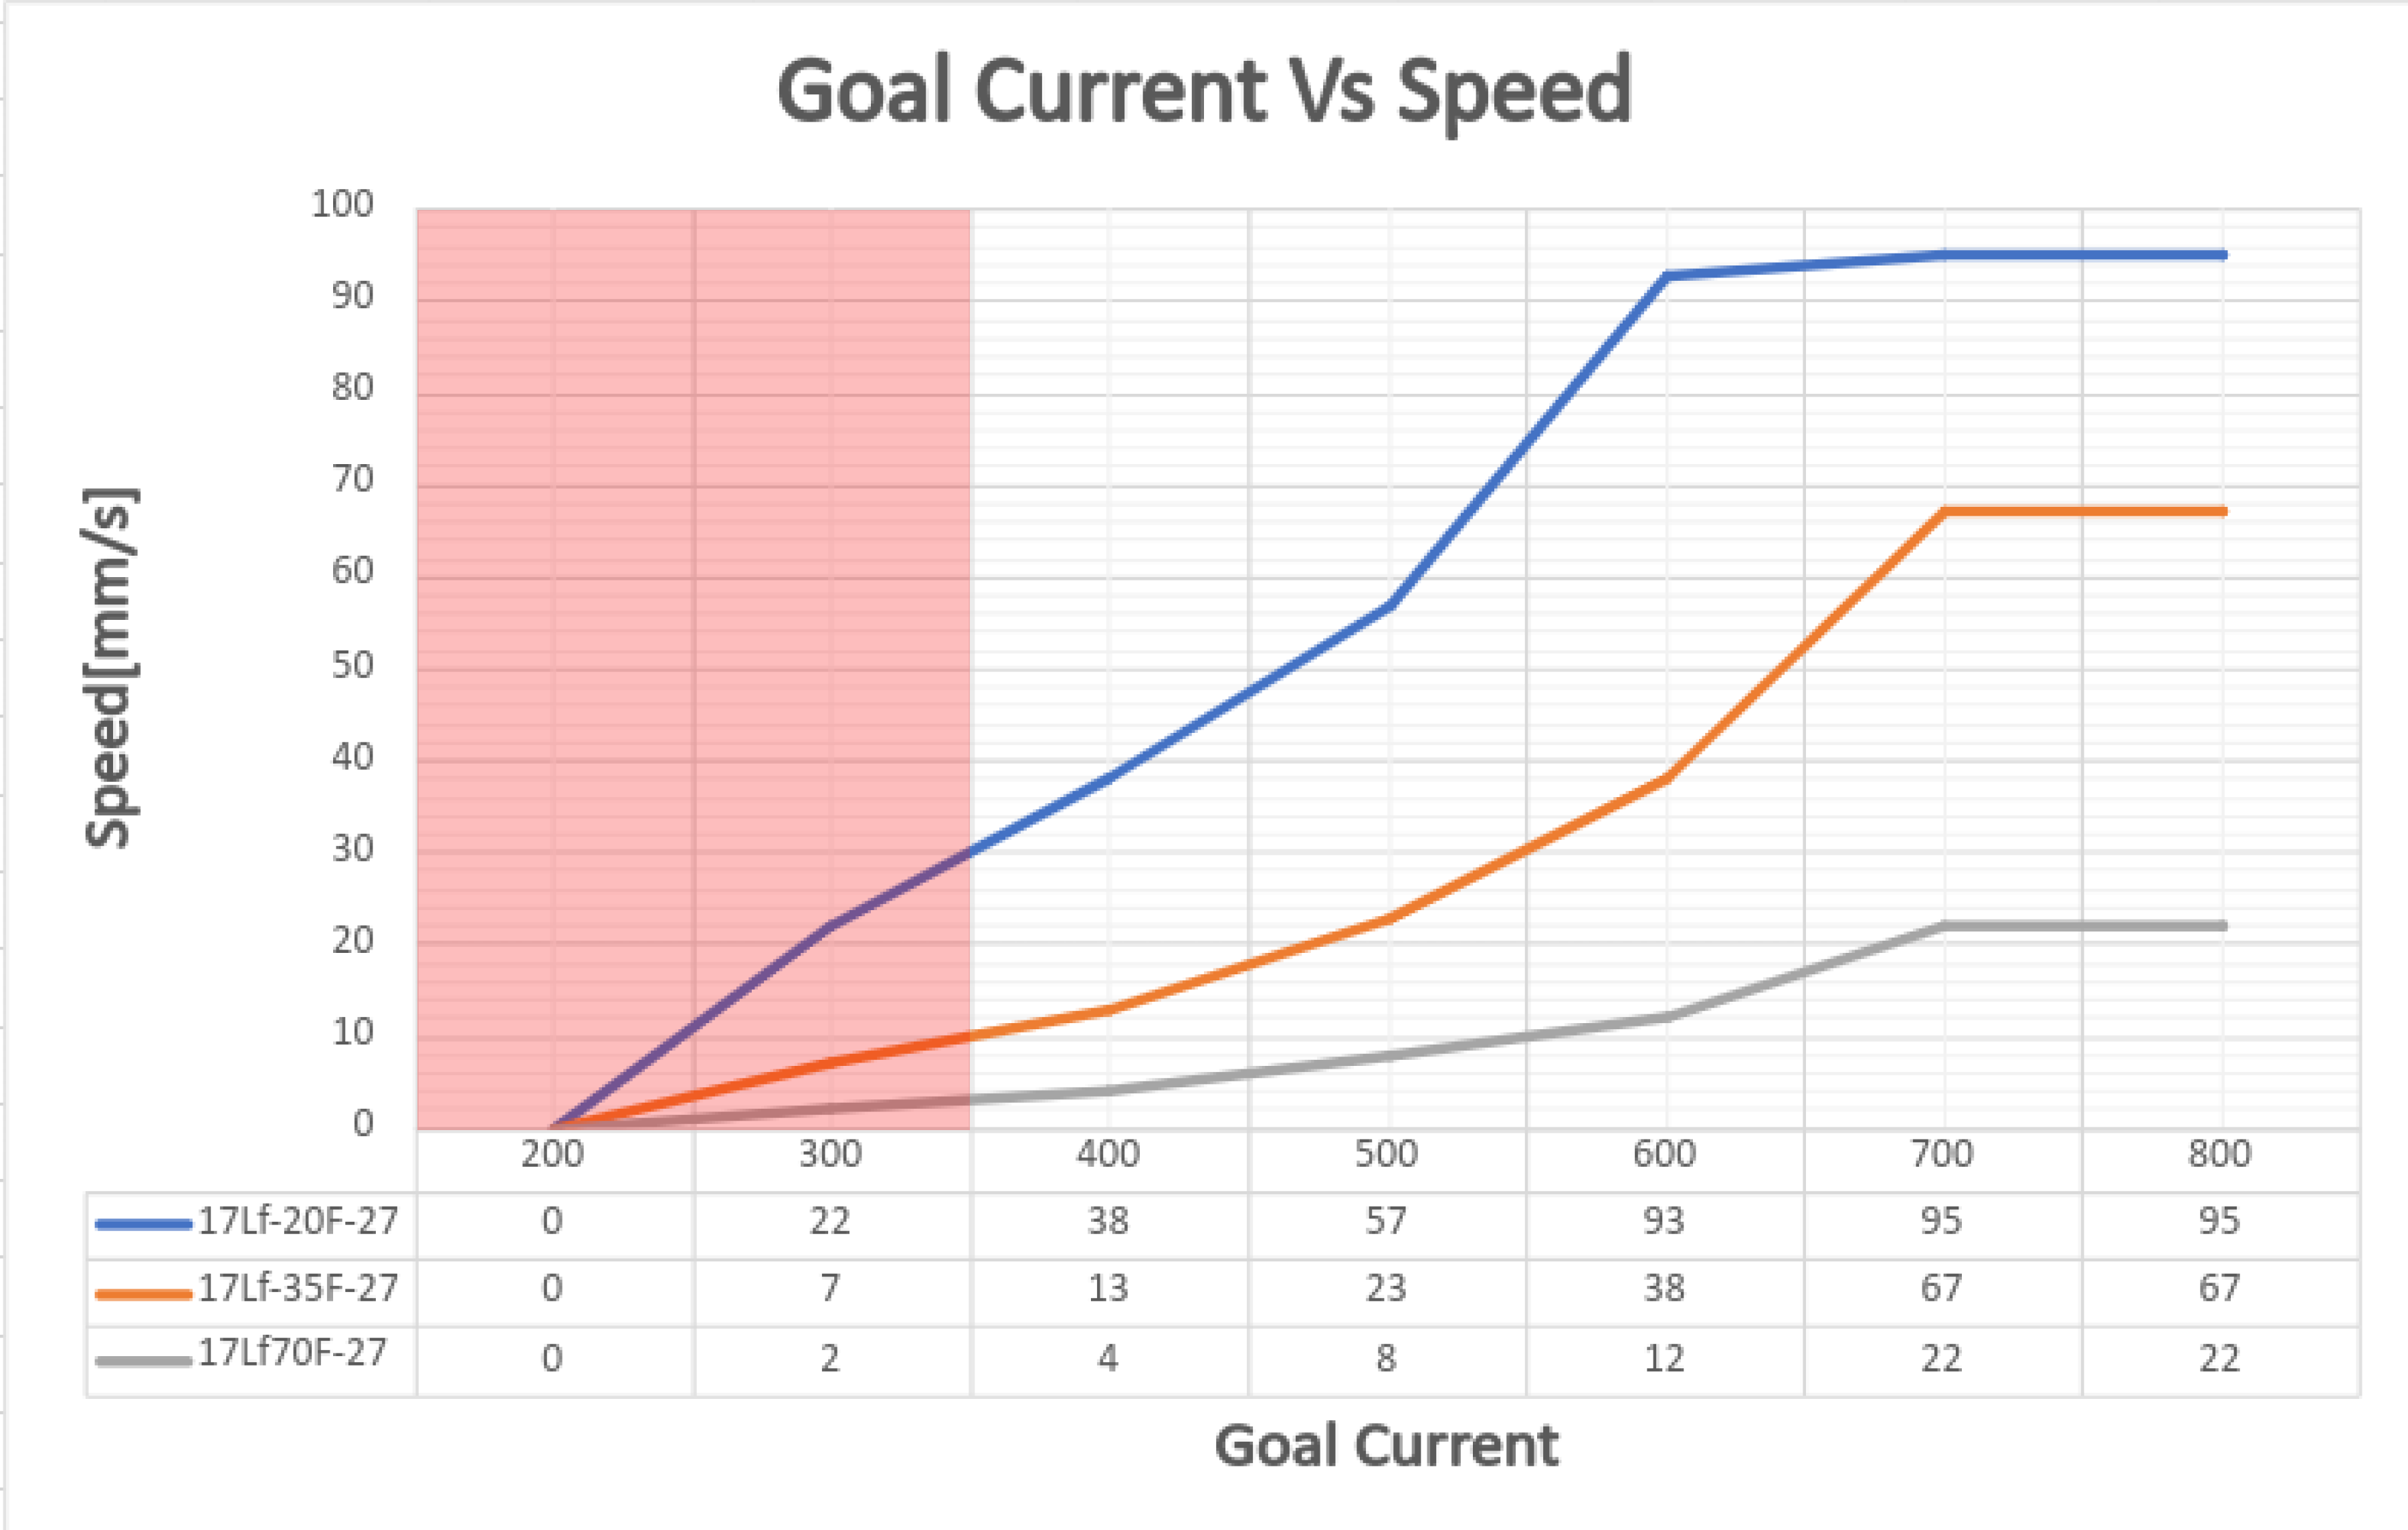 Goal Current Vs Speed
Speed[mm/s]
100
90
80
70
60
50
40
30
20
10
0
200 300 400 500 600 700 800
17Lf-20F-27 0 22 38 57 93 95 95
17Lf-35F-27 0 7 13 23 38 67 67
17Lf70F-27 0 2 4 8 12 22 22
Goal Current